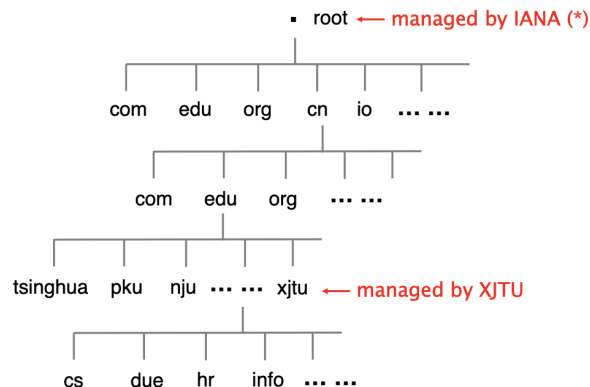 . root ← managed by IANA (*)
com edu org cn io ... ...
com edu org ... ...
tsinghua pku nju ... ... xjtu ← managed by XJTU
cs due hr info ... ...